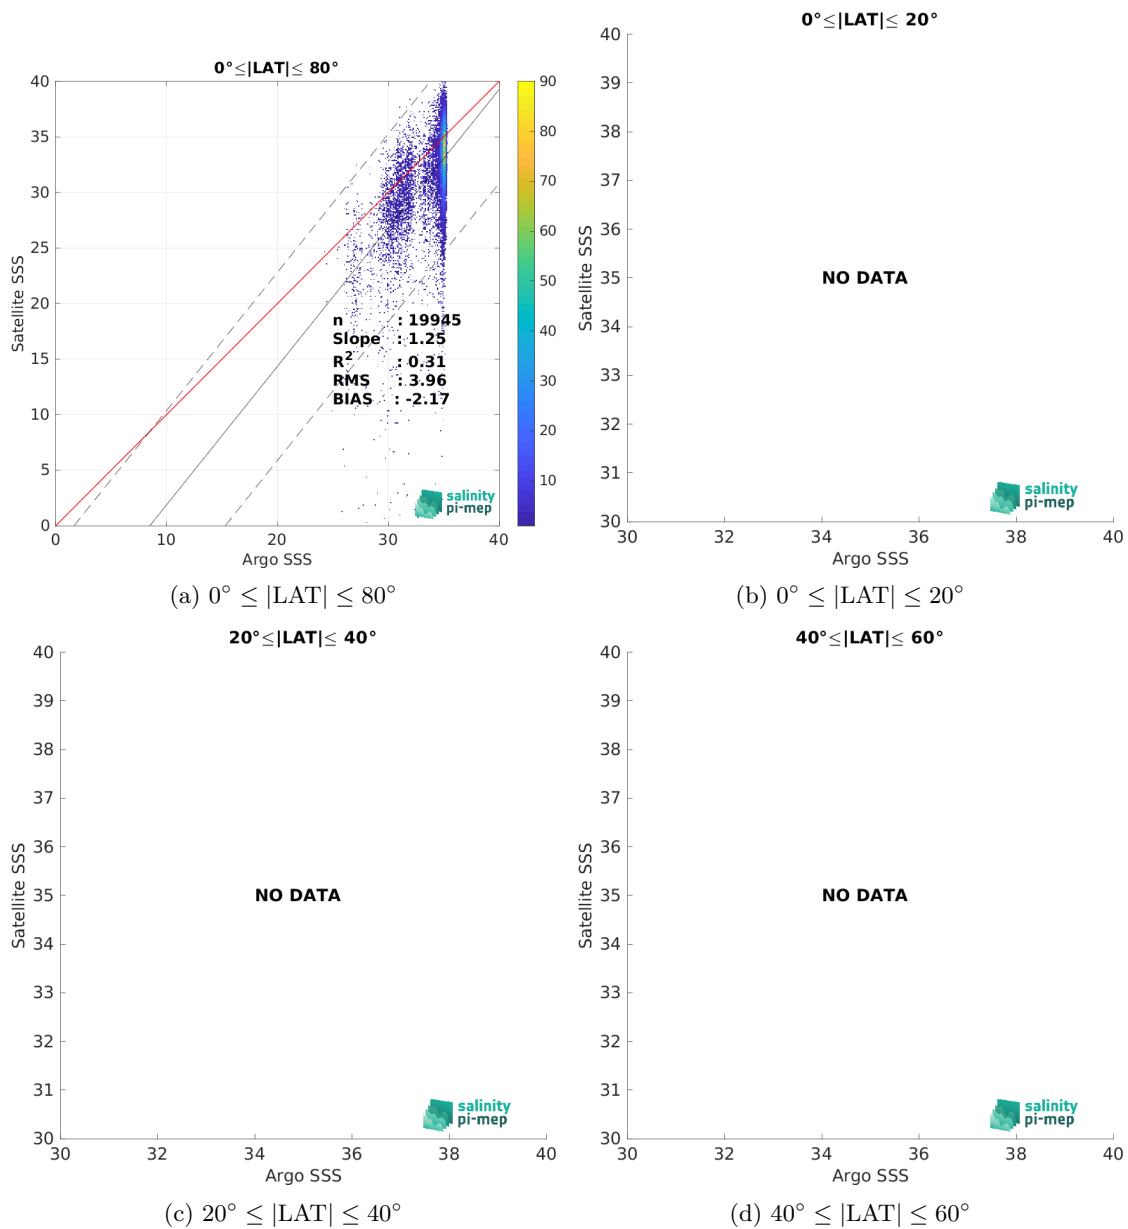 0°≤|LAT|≤ 80°
40
35
30
25
20
15
10
5
0
0
10
20
30
40
Satellite SSS
Argo SSS
n : 19945
Slope : 1.25
R2 : 0.31
RMS : 3.96
BIAS : -2.17
90
80
70
60
50
40
30
20
10
salinity
pi-mep
(a) 0° ≤ |LAT| ≤ 80°
0°≤|LAT|≤ 20°
40
39
38
37
36
35
34
33
32
31
30
30
32
34
36
38
40
Satellite SSS
Argo SSS
NO DATA
salinity
pi-mep
(b) 0° ≤ |LAT| ≤ 20°
20°≤|LAT|≤ 40°
40
39
38
37
36
35
34
33
32
31
30
30
32
34
36
38
40
Satellite SSS
Argo SSS
NO DATA
salinity
pi-mep
(c) 20° ≤ |LAT| ≤ 40°
40°≤|LAT|≤ 60°
40
39
38
37
36
35
34
33
32
31
30
30
32
34
36
38
40
Satellite SSS
Argo SSS
NO DATA
salinity
pi-mep
(d) 40° ≤ |LAT| ≤ 60°